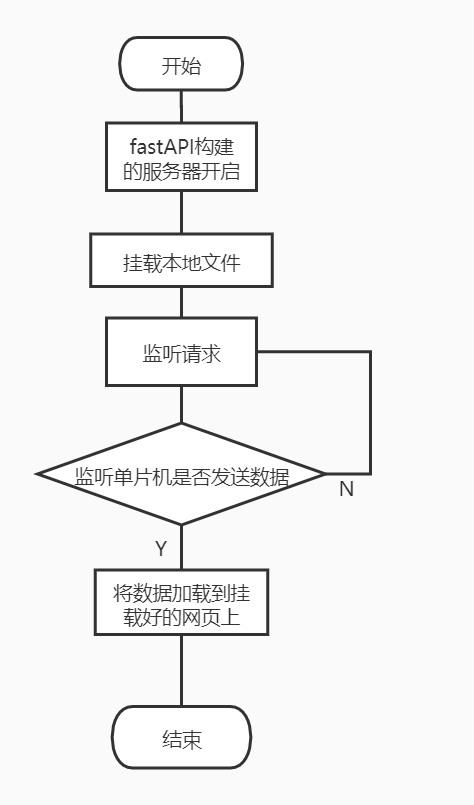 开始
fastAPI构建
的服务器开启
挂载本地文件
监听请求
监听单片机是否发送数据
N
Y
将数据加载到挂
载好的网页上
结束